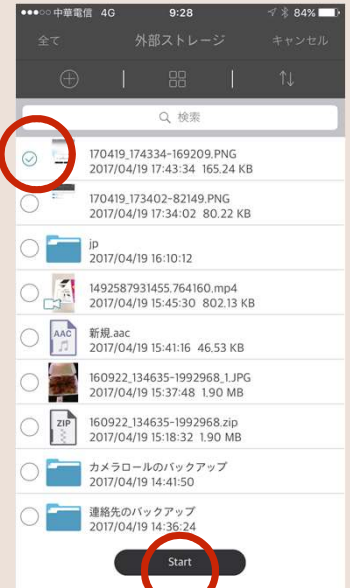 中華電信 4G 9:28 84%
全て 外部ストレージ キャンセル
検索
170419_174334-169209.PNG
2017/04/19 17:43:34 165.24 KB
170419_173402-82149.PNG
2017/04/19 17:34:02 80.22 KB
jp
2017/04/19 16:10:12
1492587931455.764160.mp4
2017/04/19 15:45:30 802.13 KB
AAC
新規.aac
2017/04/19 15:41:16 46.53 KB
160922_134635-1992968_1.JPG
2017/04/19 15:37:48 1.90 MB
ZIP
160922_134635-1992968.zip
2017/04/19 15:18:32 1.90 MB
カメラロールのバックアップ
2017/04/19 14:41:50
連絡先のバックアップ
2017/04/19 14:36:24
Start